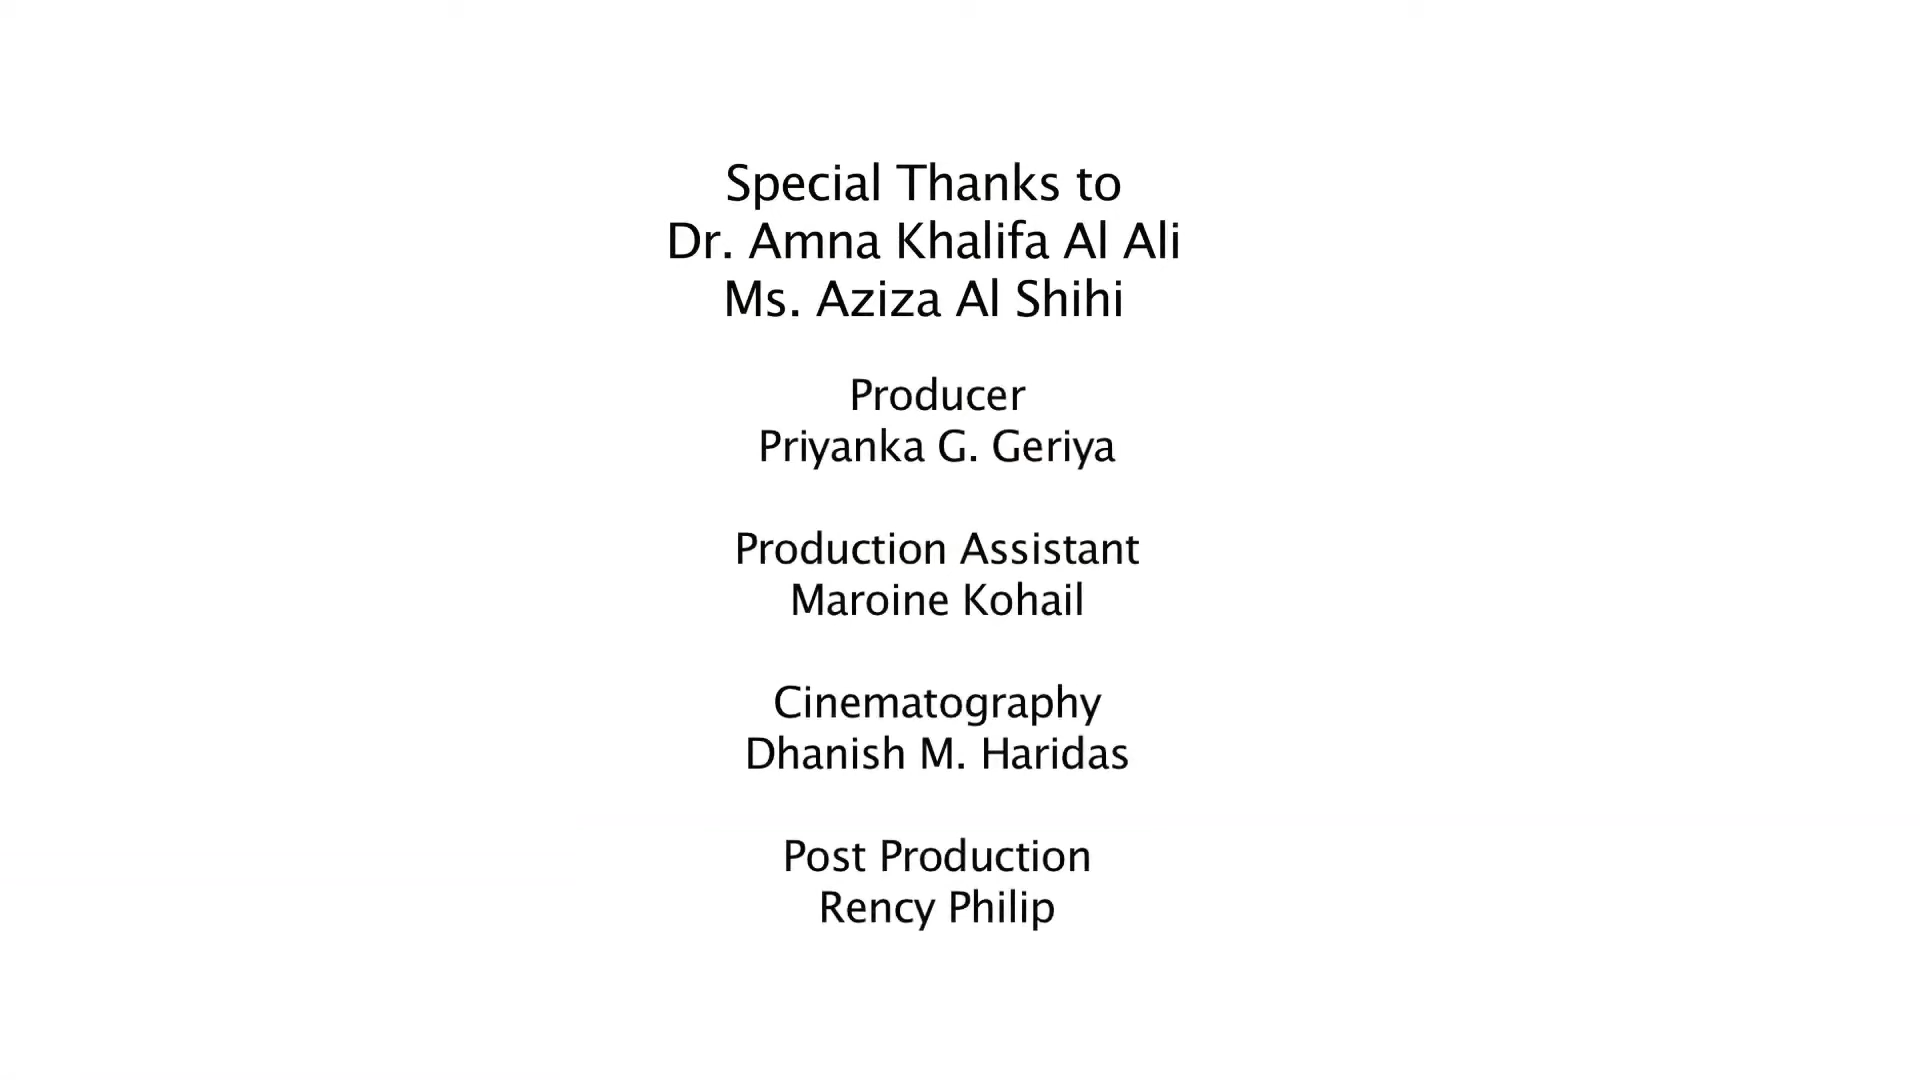 Special Thanks to
Dr. Amna Khalifa Al Ali
Ms. Aziza Al Shihi
Producer
Priyanka G. Geriya
Production Assistant
Maroine Kohail
Cinematography
Dhanish M. Haridas
Post Production
Rency Philip